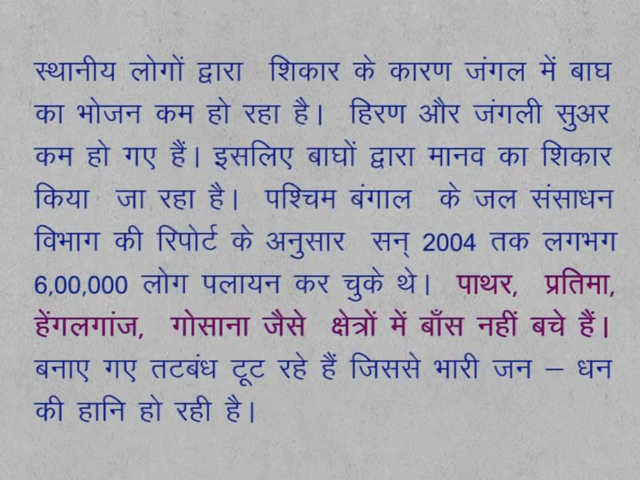 स्थानीय लोगों द्वारा शिकार के कारण जंगल में बाघ
का भोजन कम हो रहा है। हिरण और जंगली सुअर
कम हो गए हैं। इसलिए बाघों द्वारा मानव का शिकार
किया जा रहा है। पश्चिम बंगाल के जल संसाधन
विभाग की रिपोर्ट के अनुसार सन् 2004 तक लगभग
6,00,000 लोग पलायन कर चुके थे। पाथर, प्रतिमा,
हेंगलगांज, गोसाना जैसे क्षेत्रों में बाँस नहीं बचे हैं।
बनाए गए तटबंध टूट रहे हैं जिससे भारी जन – धन
की हानि हो रही है।